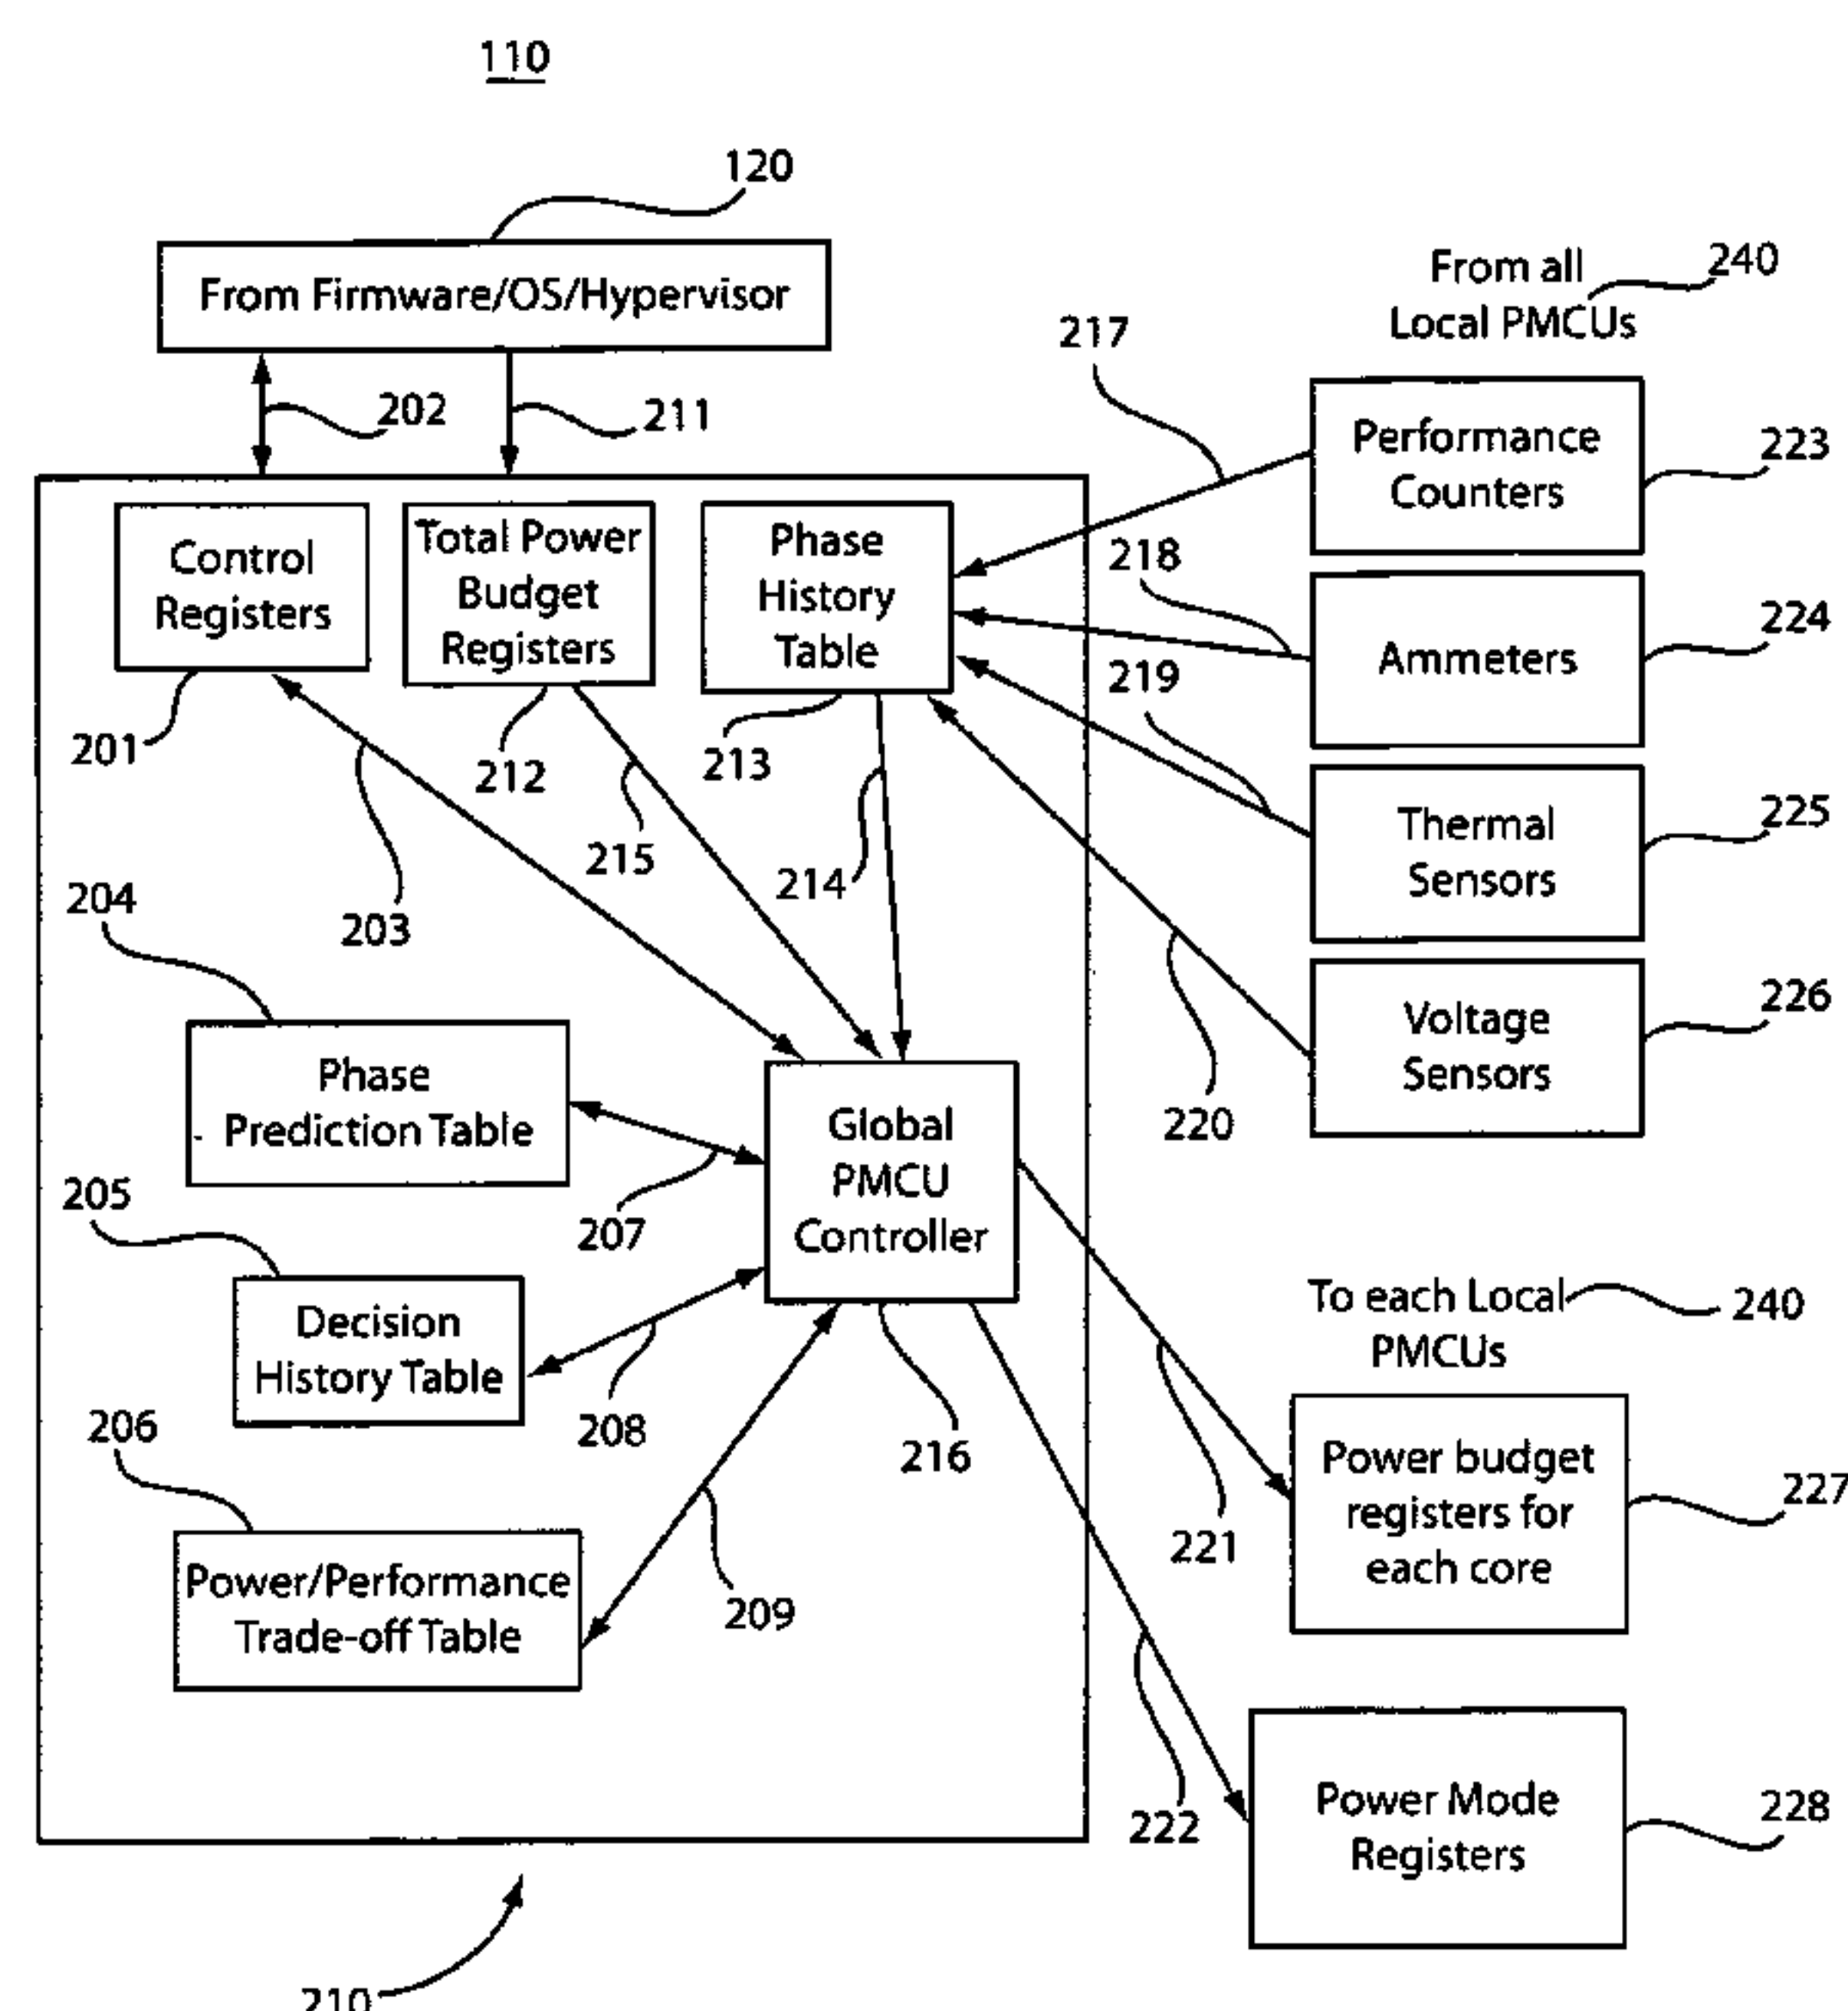 110
120
From Firmware/OS/Hypervisor
202
211
From all
Local PMCUs
240
217
Performance
Counters
223
Control
Registers
Total Power
Budget
Registers
Phase
History
Table
218
Ammeters
224
219
201
212
213
215
214
203
Thermal
Sensors
225
204
Phase
Prediction Table
Voltage
Sensors
226
220
Global
PMCU
Controller
207
205
Decision
History Table
208
216
To each Local
PMCUs
240
206
Power/Performance
Trade-off Table
209
221
Power budget
registers for
each core
227
222
Power Mode
Registers
228
210